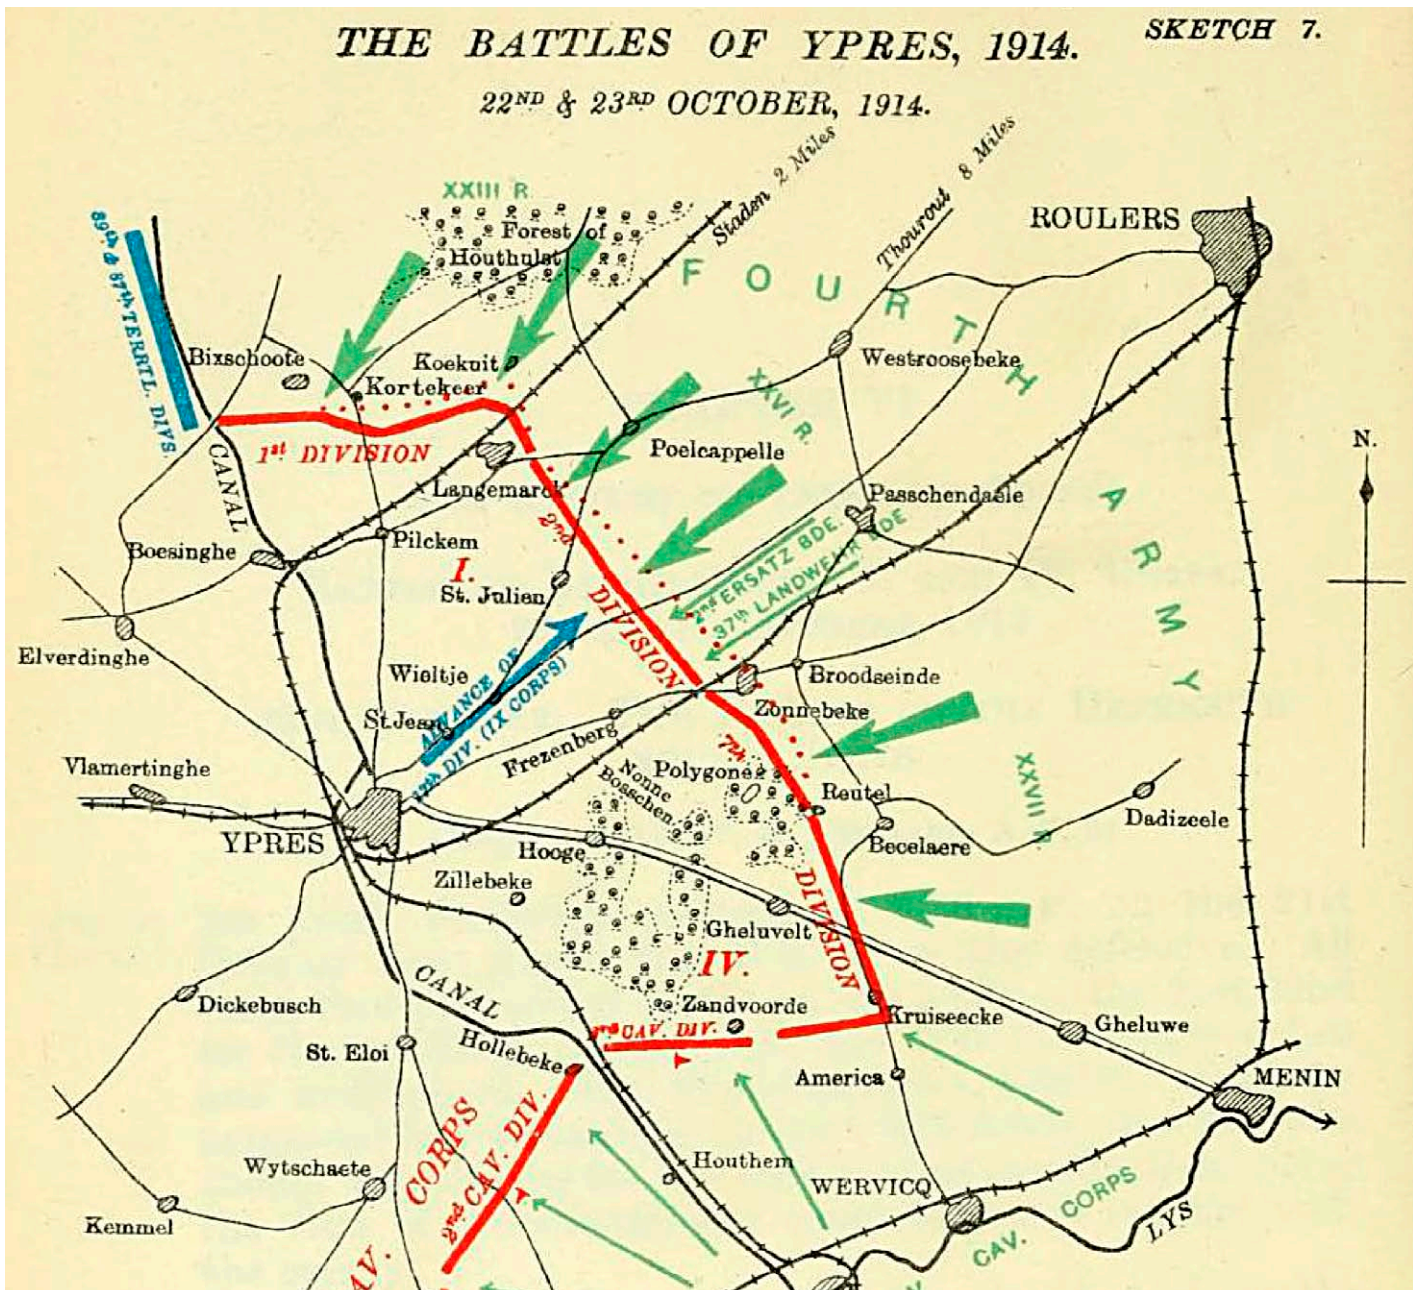 THE BATTLES OF YPRES, 1914.
SKETCH 7.
22ND & 23RD OCTOBER, 1914.
Staden 2 Miles
Thourout 8 Miles
XXIII R.
Forest of
Houthulst
ROULERS
89th & 87th TERRTL. DIVS.
FOURTH ARMY
Bixschoote
Koekuit
Kortekeer
Westroosebeke
XXVI R.
1st DIVISION
Poelcappelle
N.
CANAL
Langemarck
Passchendaele
2nd DIVISION
Boesinghe
Pilckem
I.
St. Julien
2nd ERSATZ BDE.
37th LANDWEHR BDE
Elverdinghe
Wieltje
ADVANCE OF
17th DIV. (IX CORPS)
Broodseinde
St Jean
Zonnebeke
Frezenberg
7th DIVISION
Vlamertinghe
Nonne
Bosschen
Polygone
Reutel
XXVII R.
Dadizeele
YPRES
Hooge
Becelaere
Zillebeke
Gheluvelt
IV.
CANAL
Dickebusch
Zandvoorde
3rd CAV. DIV.
Kruiseecke
Gheluwe
St. Eloi
Hollebeke
America
MENIN
CORPS
2nd CAV. DIV.
Wytschaete
Houthem
WERVICQ
CAV. CORPS
LYS
Kemmel
AV.